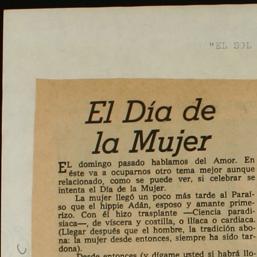 "EL SOL
El Día de
la Mujer
EL domingo pasado hablamos del Amor. En
éste va a ocuparnos otro tema mejor aunque
relacionado, como se puede ver, si celebrar se
intenta el Día de la Mujer.
La mujer llegó un poco más tarde al Paraí-
so que el hippie Adán, esposo y amante prime-
rizo. Con él hizo trasplante —Ciencia paradi-
síaca—, de víscera y costilla, o ilíaca o cardíaca.
(Llegar después que el hombre, la tradición abo-
na: la mujer desde entonces, siempre ha sido tar-
dona).
Desde entonces (y dígame usted si habrá llo-